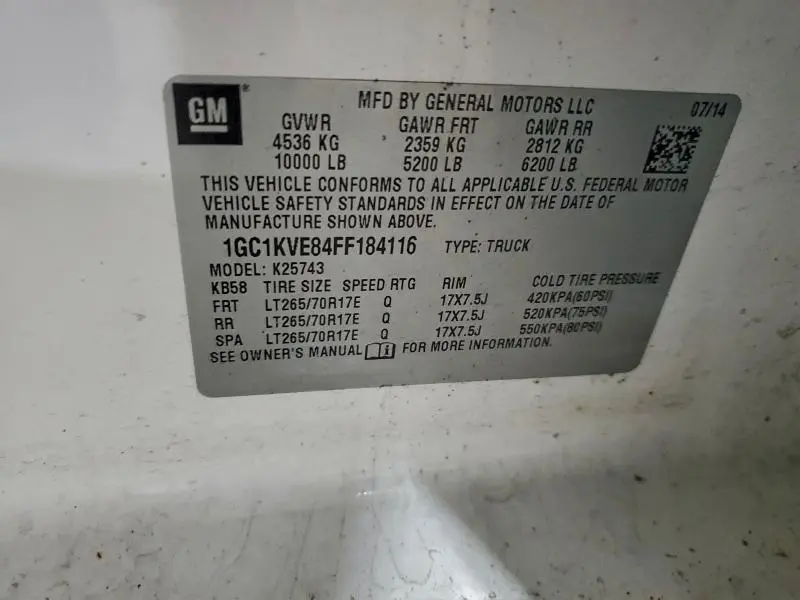 GM
MFD BY GENERAL MOTORS LLC 07/14
GVWR GAWR FRT GAWR RR
4536 KG 2359 KG 2812 KG
10000 LB 5200 LB 6200 LB
THIS VEHICLE CONFORMS TO ALL APPLICABLE U.S. FEDERAL MOTOR
VEHICLE SAFETY STANDARDS IN EFFECT ON THE DATE OF
MANUFACTURE SHOWN ABOVE.
1GC1KVE84FF184116 TYPE: TRUCK
MODEL: K25743
KB58 TIRE SIZE SPEED RTG RIM COLD TIRE PRESSURE
FRT LT265/70R17E Q 17X7.5J 420KPA(60PSI)
RR LT265/70R17E Q 17X7.5J 520KPA(75PSI)
SPA LT265/70R17E Q 17X7.5J 550KPA(80PSI)
SEE OWNER'S MANUAL FOR MORE INFORMATION.